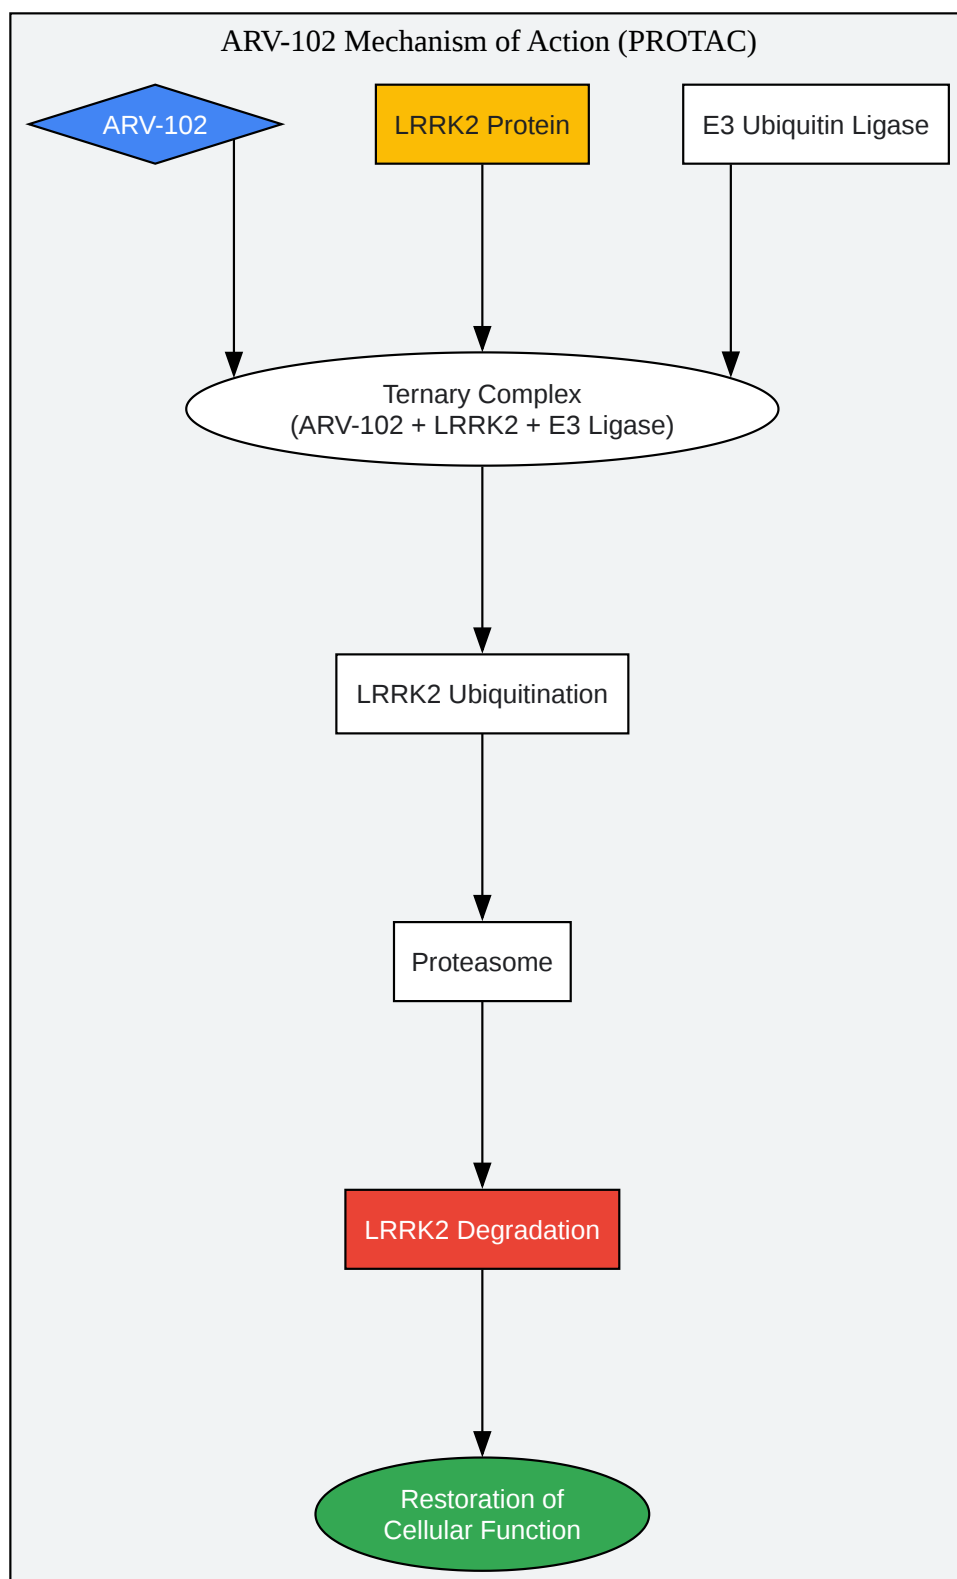 ARV-102 Mechanism of Action (PROTAC)
ARV-102
LRRK2 Protein
E3 Ubiquitin Ligase
Ternary Complex
(ARV-102 + LRRK2 + E3 Ligase)
LRRK2 Ubiquitination
Proteasome
LRRK2 Degradation
Restoration of
Cellular Function